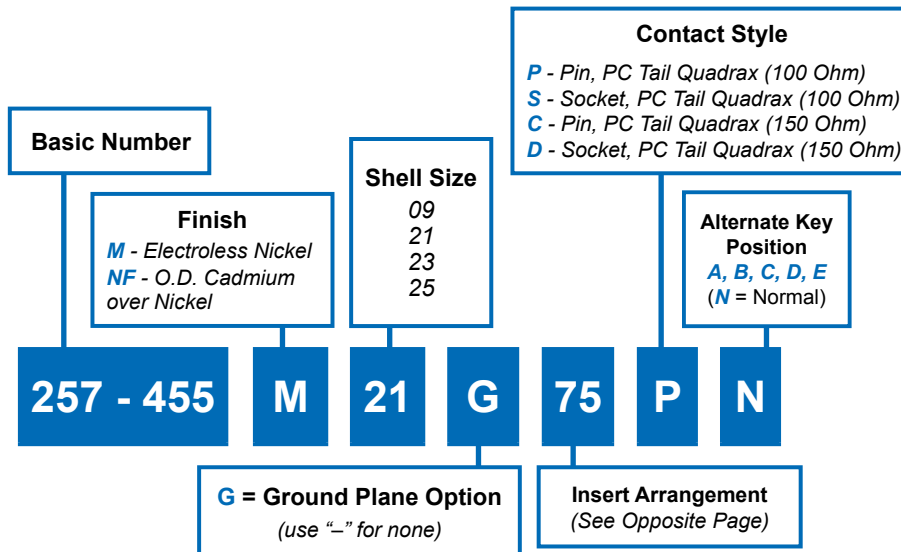 Contact Style
P - Pin, PC Tail Quadrax (100 Ohm)
S - Socket, PC Tail Quadrax (100 Ohm)
C - Pin, PC Tail Quadrax (150 Ohm)
D - Socket, PC Tail Quadrax (150 Ohm)
Basic Number
Finish
M - Electroless Nickel
NF - O.D. Cadmium
over Nickel
Shell Size
09
21
23
25
Alternate Key
Position
A, B, C, D, E
(N = Normal)
257 - 455
M
21
G
75
P
N
G = Ground Plane Option
(use “–” for none)
Insert Arrangement
(See Opposite Page)